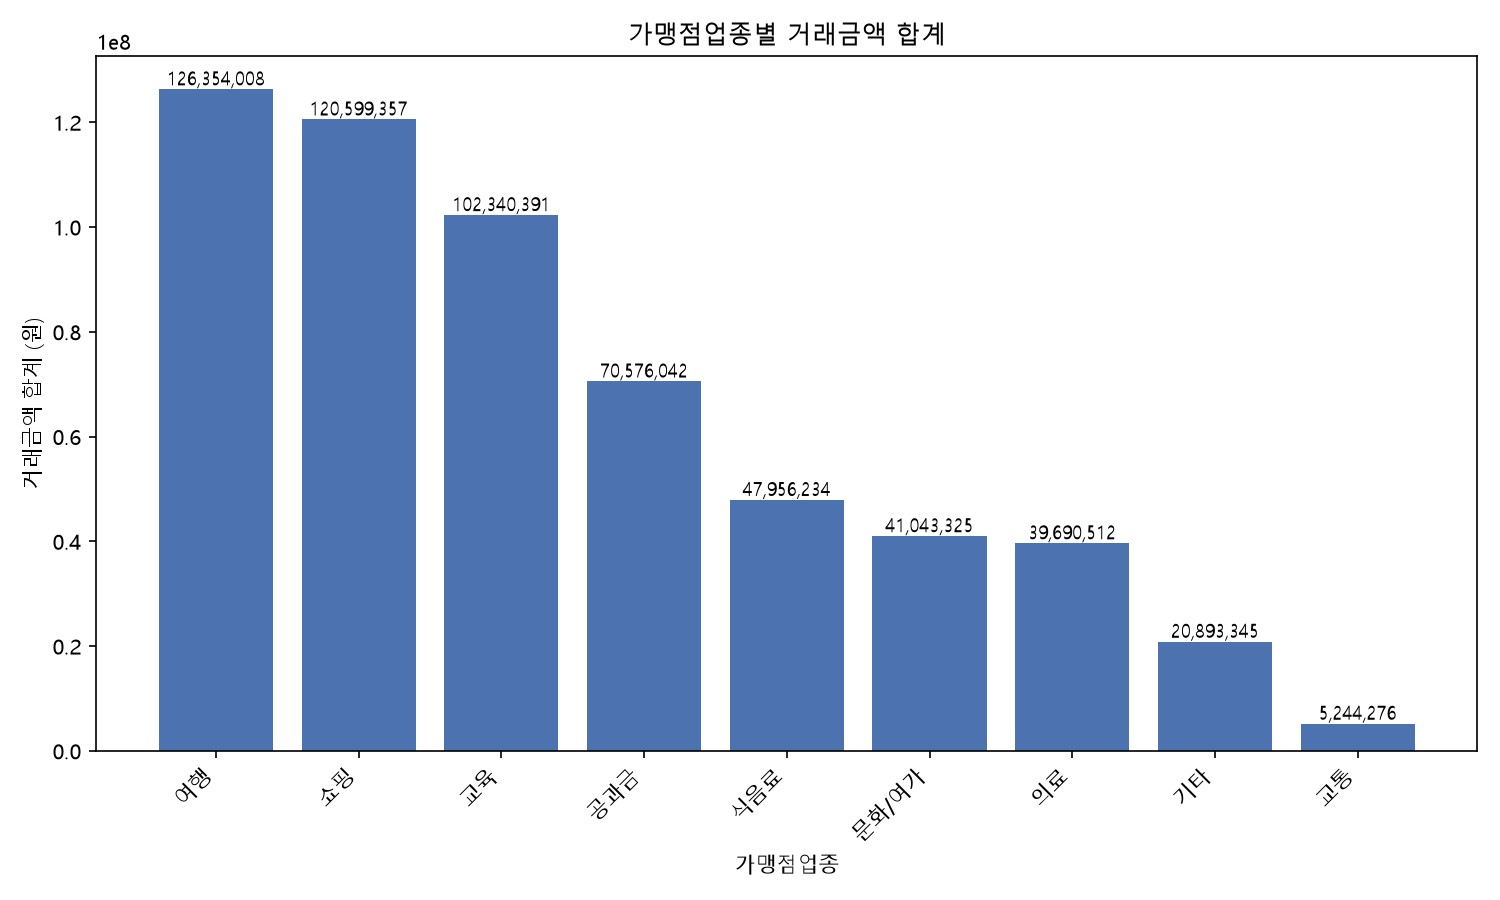 가맹점업종별 거래금액 합계
1e8
126,354,008
120,599,357
102,340,391
70,576,042
47,956,234
41,043,325
39,690,512
20,893,345
5,244,276
1.2
1.0
0.8
0.6
0.4
0.2
0.0
거래금액 합계 (원)
여행
쇼핑
교육
공과금
식음료
문화/여가
의료
기타
교통
가맹점업종